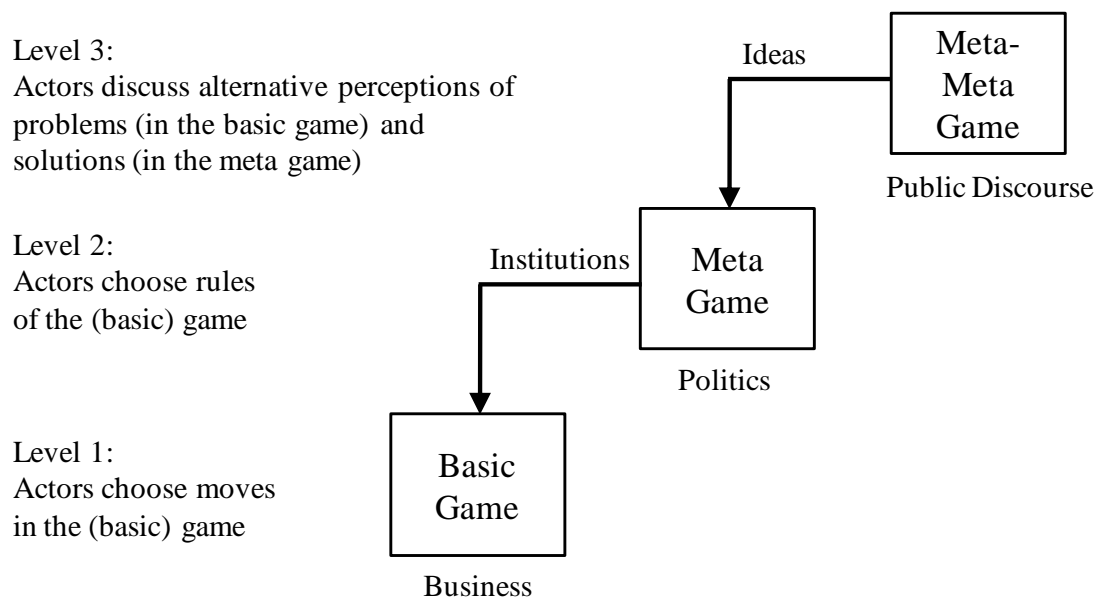 Level 3:
Actors discuss alternative perceptions of
problems (in the basic game) and
solutions (in the meta game)
Ideas
Meta-
Meta
Game
Public Discourse
Level 2:
Actors choose rules
of the (basic) game
Institutions
Meta
Game
Politics
Level 1:
Actors choose moves
in the (basic) game
Basic
Game
Business